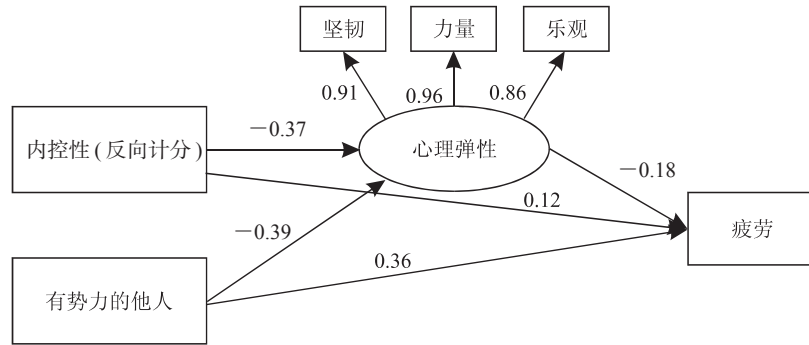 坚韧
力量
乐观
0.91
0.96
0.86
内控性(反向计分)
−0.37
心理弹性
−0.18
0.12
疲劳
−0.39
0.36
有势力的他人